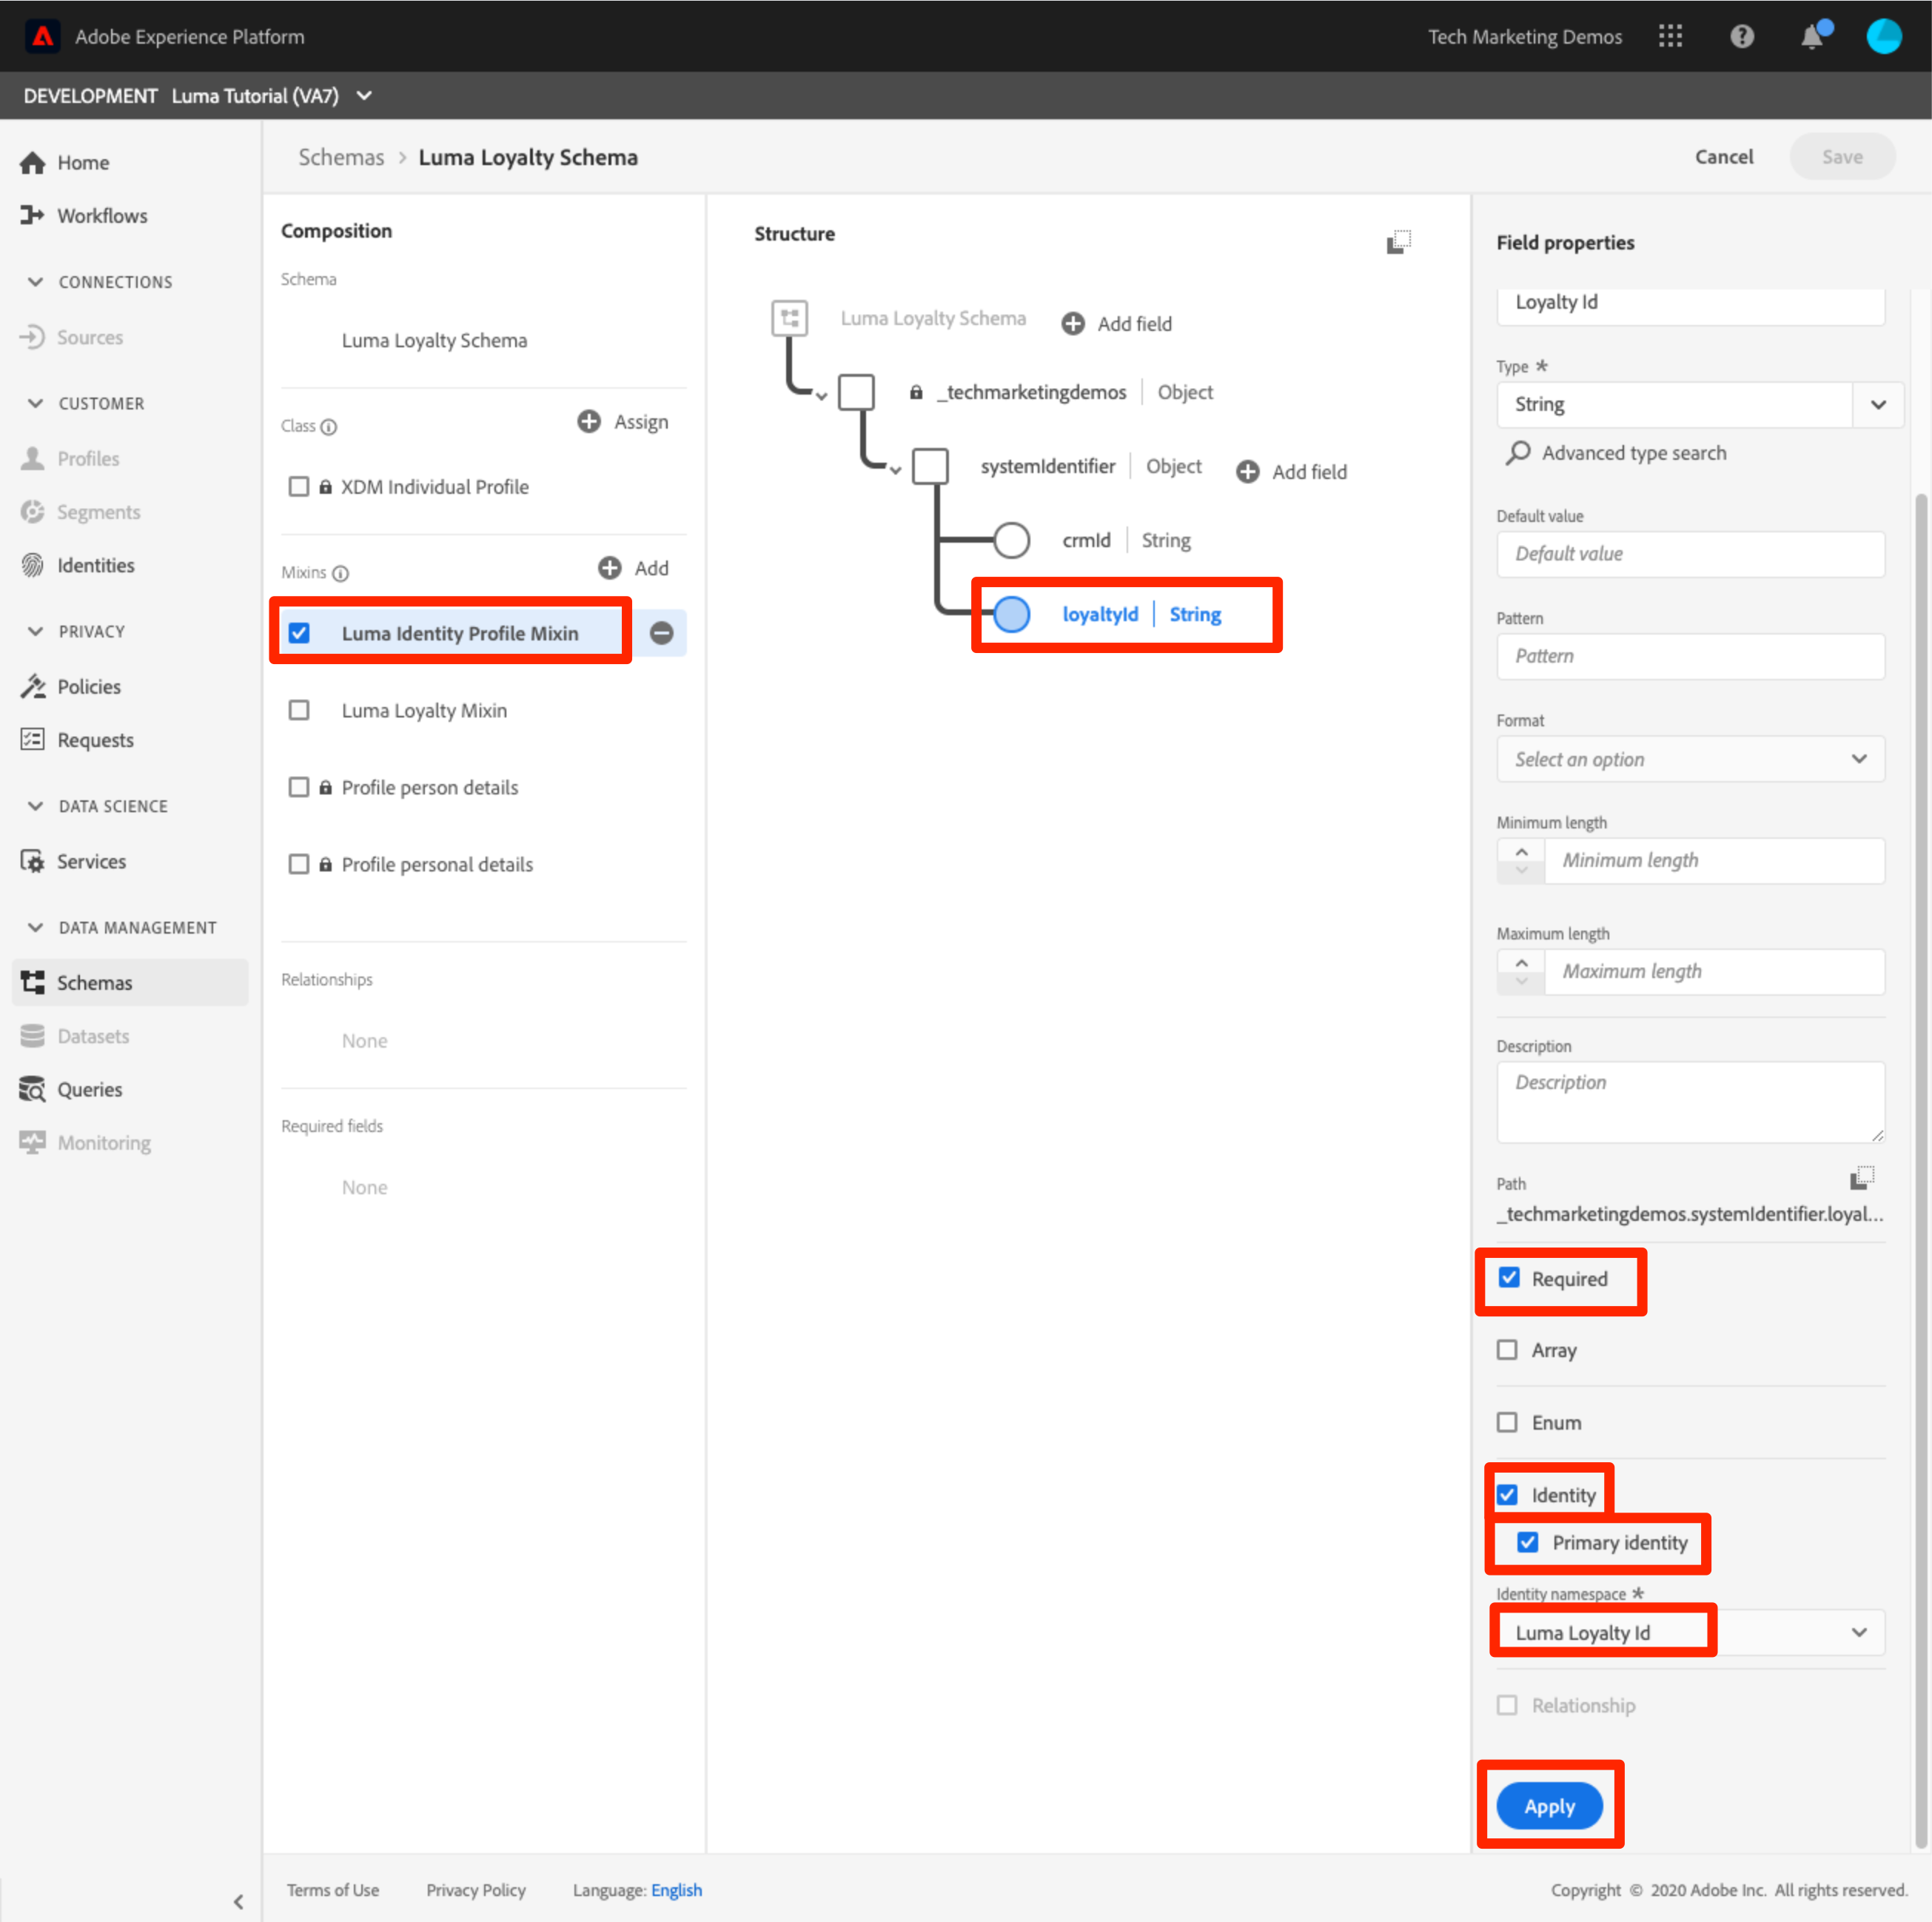 Adobe Experience Platform
Tech Marketing Demos
DEVELOPMENT Luma Tutorial (VA7)
Home
Workflows
CONNECTIONS
Sources
CUSTOMER
Profiles
Segments
Identities
PRIVACY
Policies
Requests
DATA SCIENCE
Services
DATA MANAGEMENT
Schemas
Datasets
Queries
Monitoring
Schemas > Luma Loyalty Schema
Cancel
Save
Composition
Schema
Luma Loyalty Schema
Class
Assign
XDM Individual Profile
Mixins
Add
Luma Identity Profile Mixin
Luma Loyalty Mixin
Profile person details
Profile personal details
Relationships
None
Required fields
None
Structure
Luma Loyalty Schema Add field
_techmarketingdemos Object
systemIdentifier Object Add field
crmId String
loyaltyId String
Field properties
Loyalty Id
Type *
String
Advanced type search
Default value
Default value
Pattern
Pattern
Format
Select an option
Minimum length
Minimum length
Maximum length
Maximum length
Description
Description
Path
_techmarketingdemos.systemIdentifier.loyal...
Required
Array
Enum
Identity
Primary identity
Identity namespace *
Luma Loyalty Id
Relationship
Apply
Terms of Use Privacy Policy Language: English
Copyright © 2020 Adobe Inc. All rights reserved.